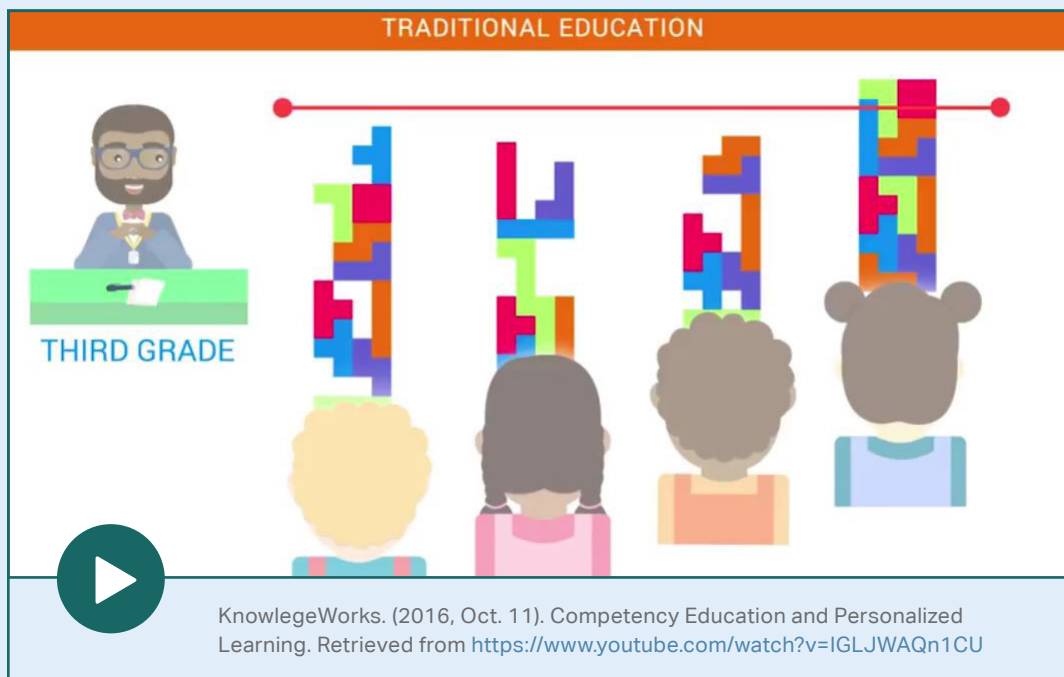 TRADITIONAL EDUCATION
THIRD GRADE
KnowlegeWorks. (2016, Oct. 11). Competency Education and Personalized
Learning. Retrieved from https://www.youtube.com/watch?v=IGLJWAQn1CU